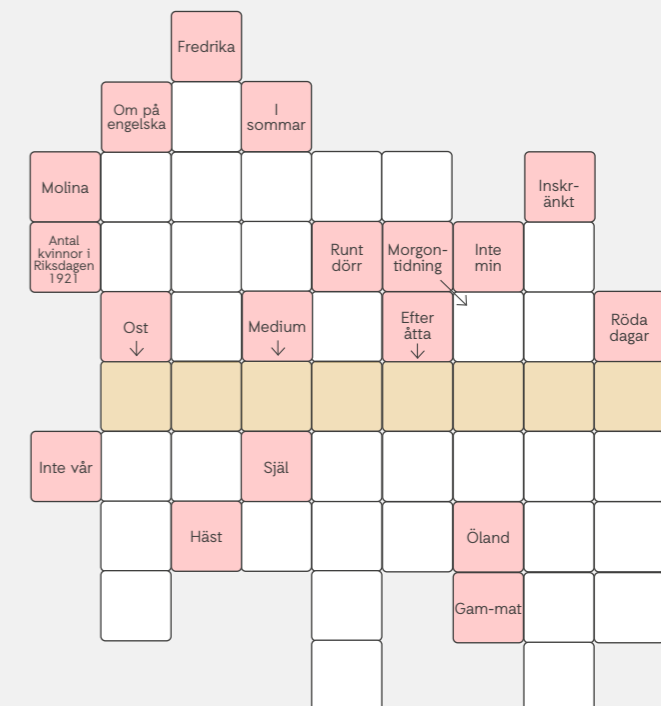 Fredrika
Om på
engelska
I
sommar
Molina
Inskr-
änkt
Antal
kvinnor i
Riksdagen
1921
Runt
dörr
Morgon-
tidning
Inte
min
Ost
Medium
Efter
åtta
Röda
dagar
Inte vår
Själ
Häst
Öland
Gam-mat